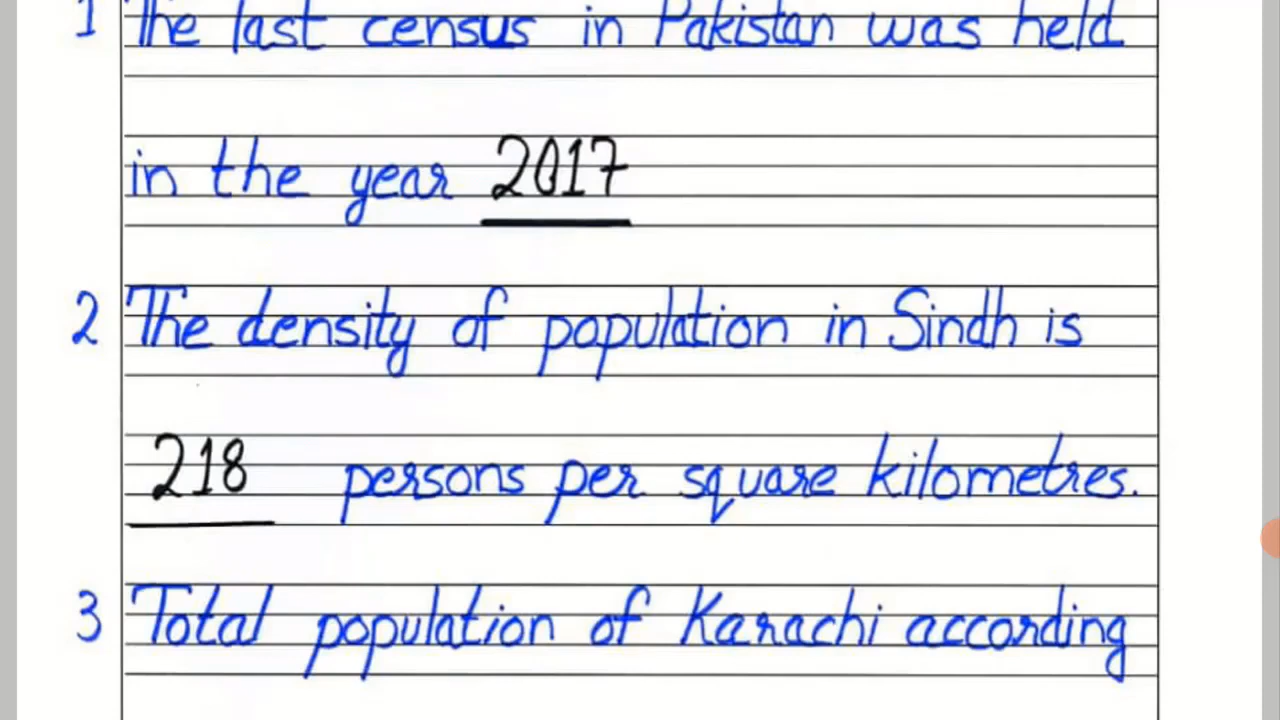 1 The last census in Pakistan was held
in the year 2017
2 The density of population in Sindh is
218 persons per square kilometres.
3 Total population of Karachi according